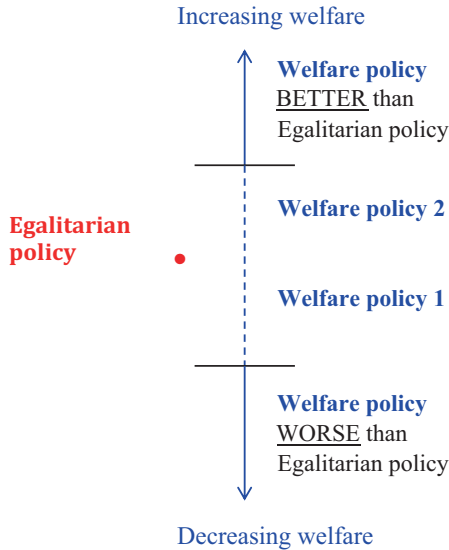 Increasing welfare
Welfare policy
BETTER than
Egalitarian policy
Welfare policy 2
Egalitarian
policy
Welfare policy 1
Welfare policy
WORSE than
Egalitarian policy
Decreasing welfare